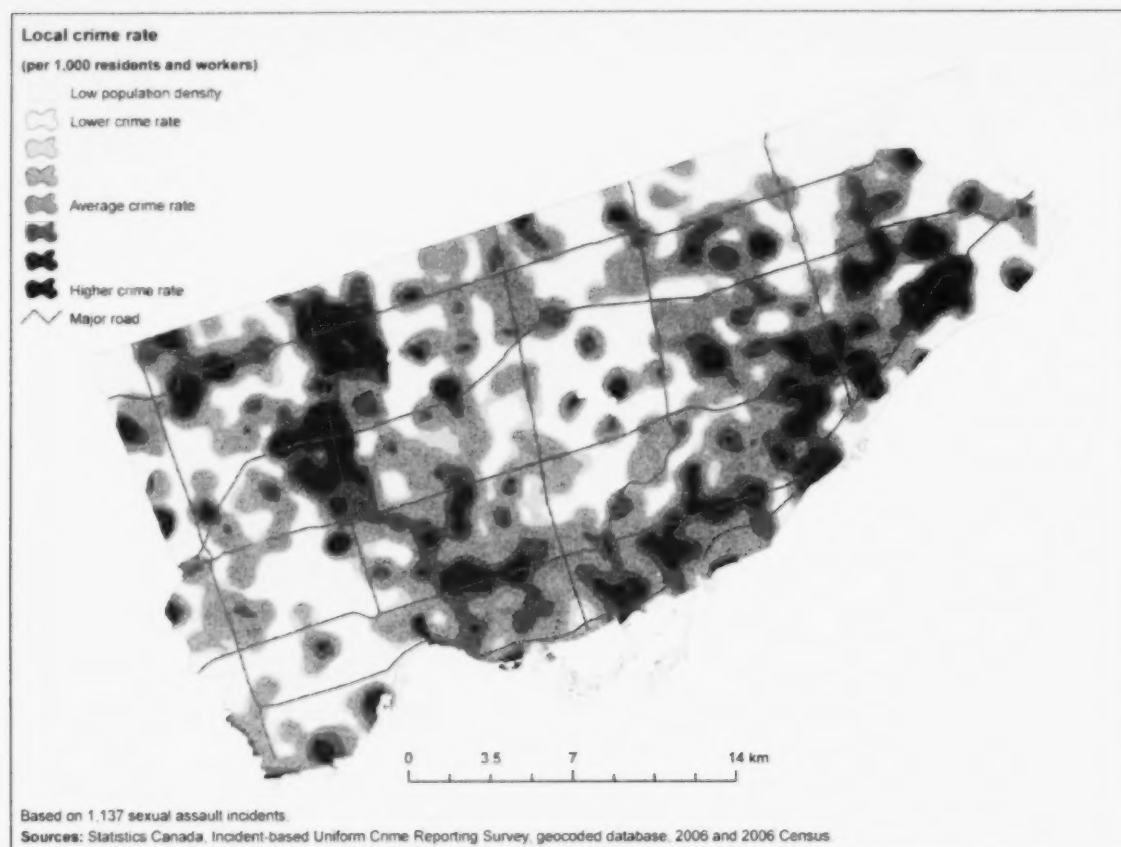 Local crime rate
(per 1,000 residents and workers)
Low population density
Lower crime rate
Average crime rate
Higher crime rate
Major road
0 3.5 7 14 km
Based on 1,137 sexual assault incidents.
Sources: Statistics Canada, Incident-based Uniform Crime Reporting Survey, geocoded database, 2006 and 2006 Census.